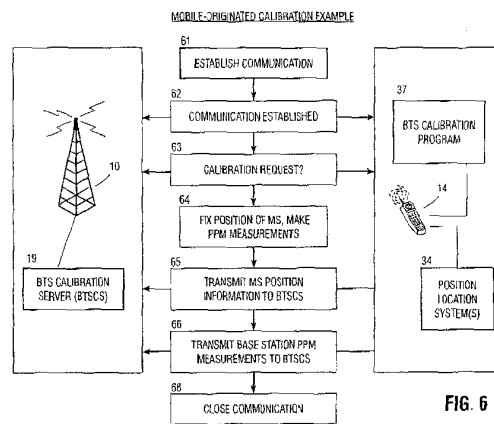 MOBILE-ORIGINATED CALIBRATION EXAMPLE
61
ESTABLISH COMMUNICATION
62
COMMUNICATION ESTABLISHED
63
CALIBRATION REQUEST?
64
FIX POSITION OF MS, MAKE
PPM MEASUREMENTS
65
TRANSMIT MS POSITION
INFORMATION TO BTSCS
66
TRANSMIT BASE STATION PPM
MEASUREMENTS TO BTSCS
68
CLOSE COMMUNICATION
10
19
BTS CALIBRATION
SERVER (BTSCS)
37
BTS CALIBRATION
PROGRAM
14
34
POSITION
LOCATION
SYSTEM(S)
FIG. 6